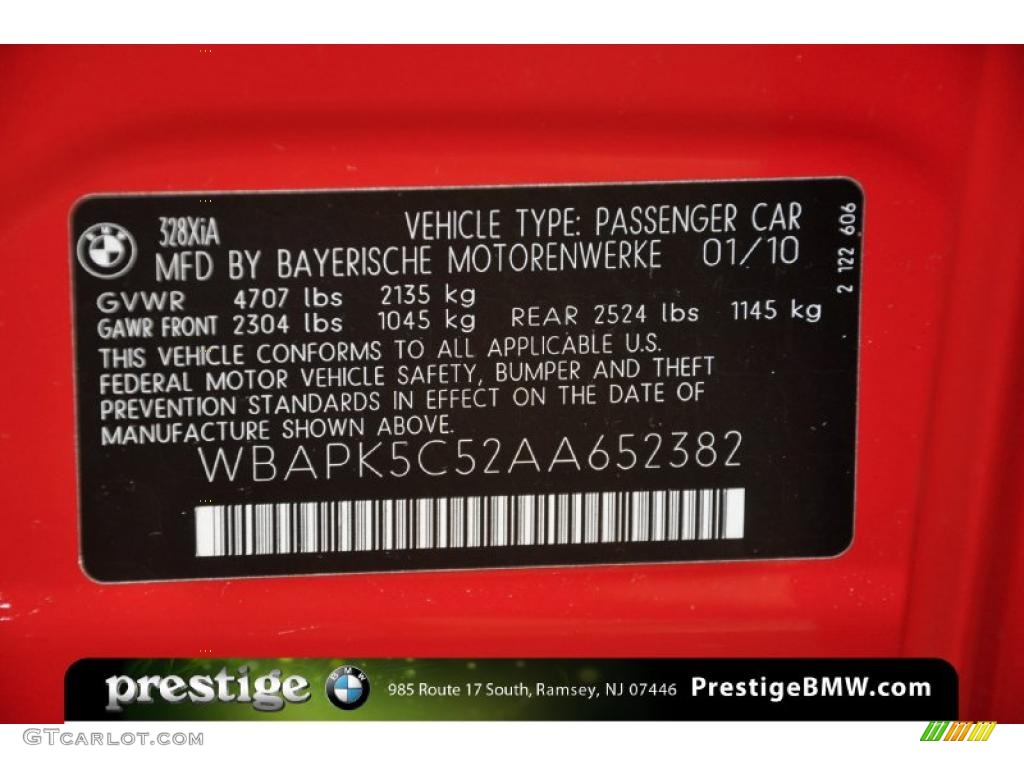 328XiA VEHICLE TYPE: PASSENGER CAR
BMW MFD BY BAYERISCHE MOTORENWERKE 01/10
GVWR 4707 lbs 2135 kg
GAWR FRONT 2304 lbs 1045 kg REAR 2524 lbs 1145 kg
2 122 606
THIS VEHICLE CONFORMS TO ALL APPLICABLE U.S.
FEDERAL MOTOR VEHICLE SAFETY, BUMPER AND THEFT
PREVENTION STANDARDS IN EFFECT ON THE DATE OF
MANUFACTURE SHOWN ABOVE.
WBAPK5C52AA652382
prestige BMW 985 Route 17 South, Ramsey, NJ 07446 PrestigeBMW.com
GTcarlot.com